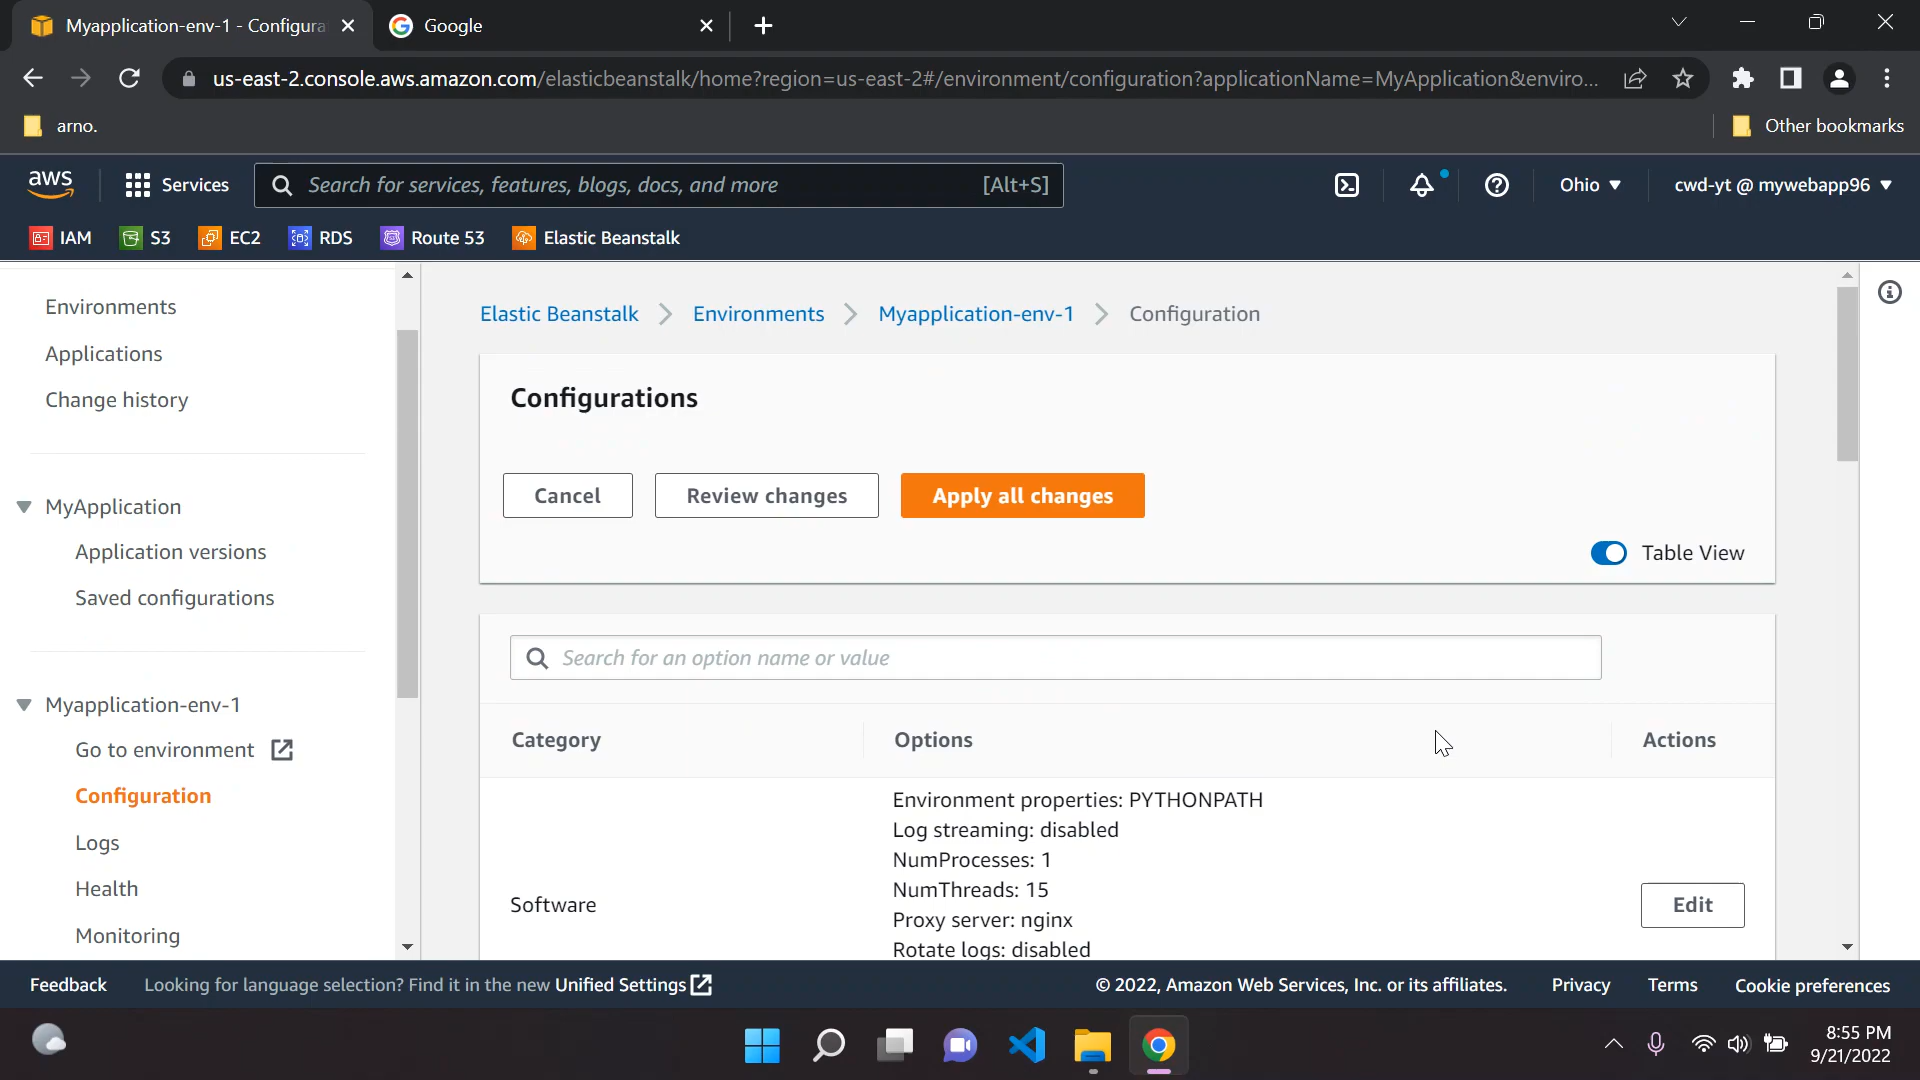 Myapplication-env-1 - Configura
Google
us-east-2.console.aws.amazon.com/elasticbeanstalk/home?region=us-east-2#/environment/configuration?applicationName=MyApplication&enviro...
arno.
Other bookmarks
aws
Services
Search for services, features, blogs, docs, and more
[Alt+S]
Ohio
cwd-yt @ mywebapp96
IAM
S3
EC2
RDS
Route 53
Elastic Beanstalk
Environments
Applications
Change history
MyApplication
Application versions
Saved configurations
Myapplication-env-1
Go to environment
Configuration
Logs
Health
Monitoring
Elastic Beanstalk
Environments
Myapplication-env-1
Configuration
Configurations
Cancel
Review changes
Apply all changes
Table View
Search for an option name or value
Category
Options
Actions
Software
Environment properties: PYTHONPATH
Log streaming: disabled
NumProcesses: 1
NumThreads: 15
Proxy server: nginx
Rotate logs: disabled
Edit
Feedback
Looking for language selection? Find it in the new Unified Settings
© 2022, Amazon Web Services, Inc. or its affiliates.
Privacy
Terms
Cookie preferences
8:55 PM
9/21/2022